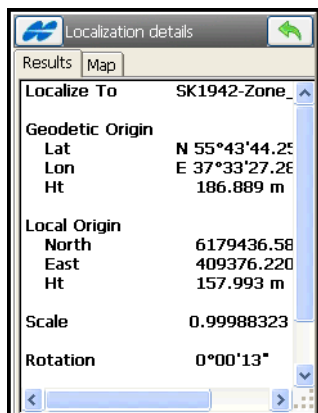 Localization details
Results Map
Localize To SK1942-Zone_
Geodetic Origin
Lat N 55°43'44.25
Lon E 37°33'27.28
Ht 186.889 m
Local Origin
North 6179436.58
East 409376.220
Ht 157.993 m
Scale 0.99988323
Rotation 0°00'13"